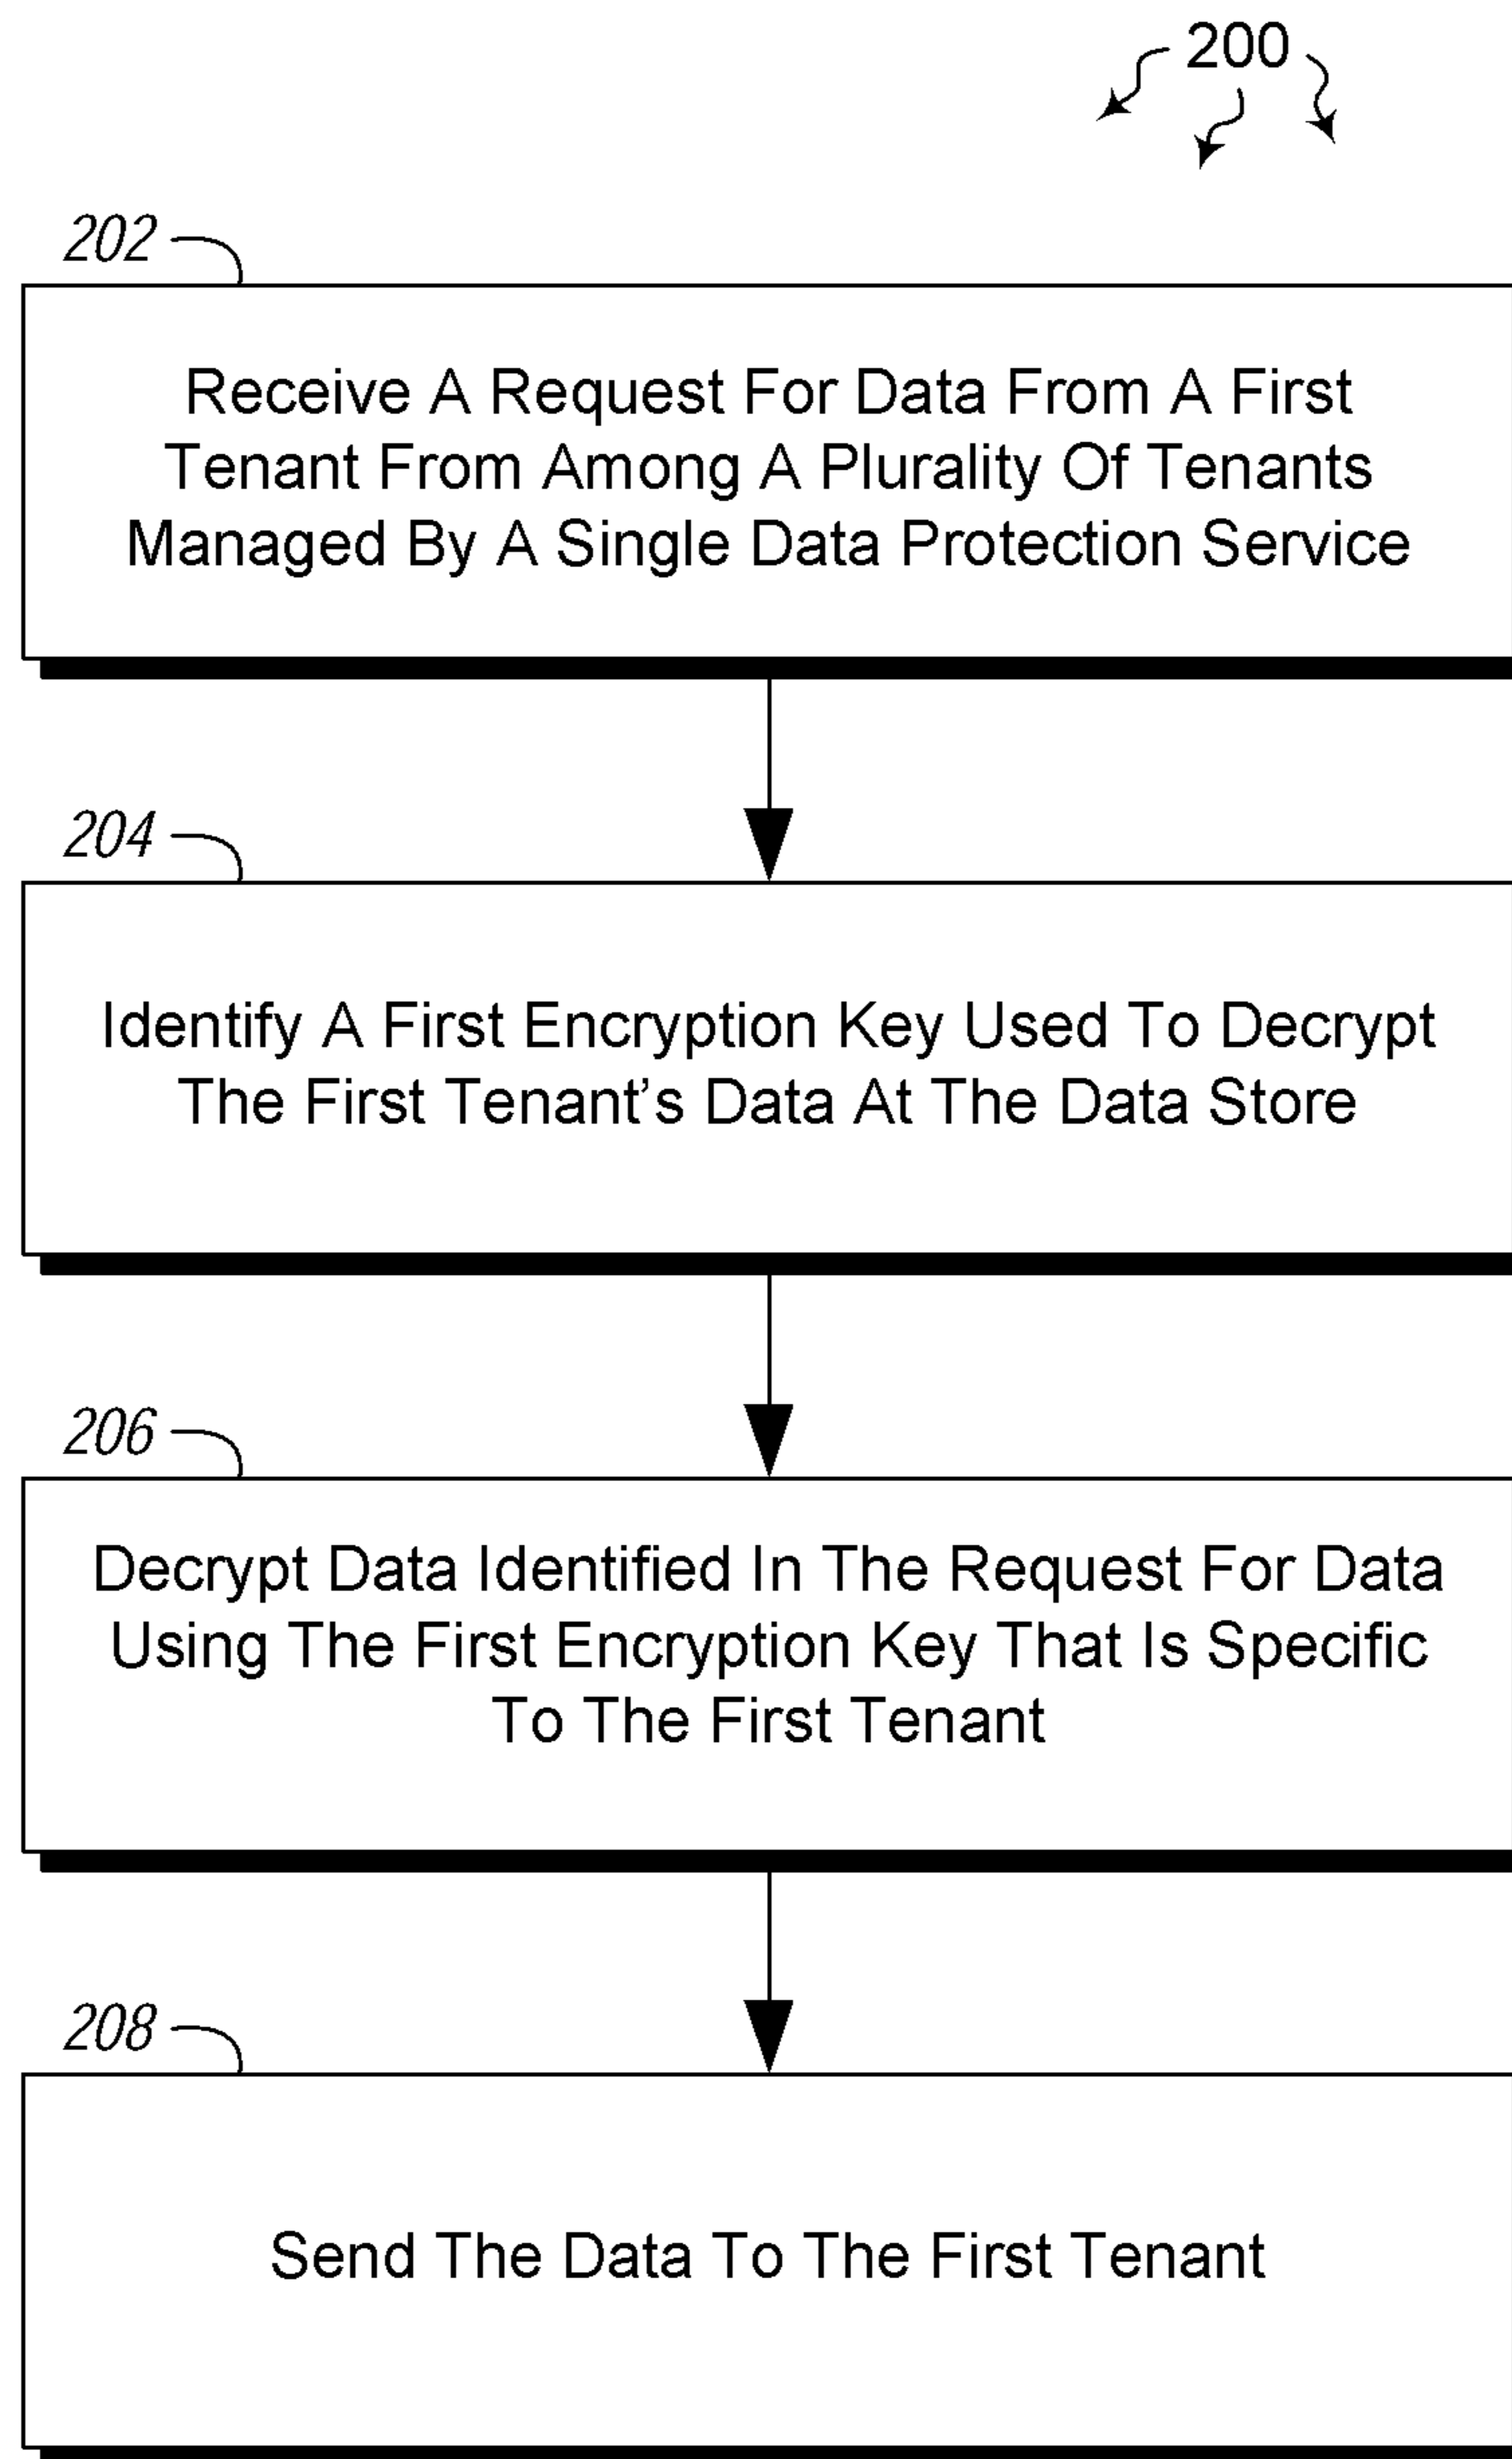 200
202
Receive A Request For Data From A First
Tenant From Among A Plurality Of Tenants
Managed By A Single Data Protection Service
204
Identify A First Encryption Key Used To Decrypt
The First Tenant's Data At The Data Store
206
Decrypt Data Identified In The Request For Data
Using The First Encryption Key That Is Specific
To The First Tenant
208
Send The Data To The First Tenant